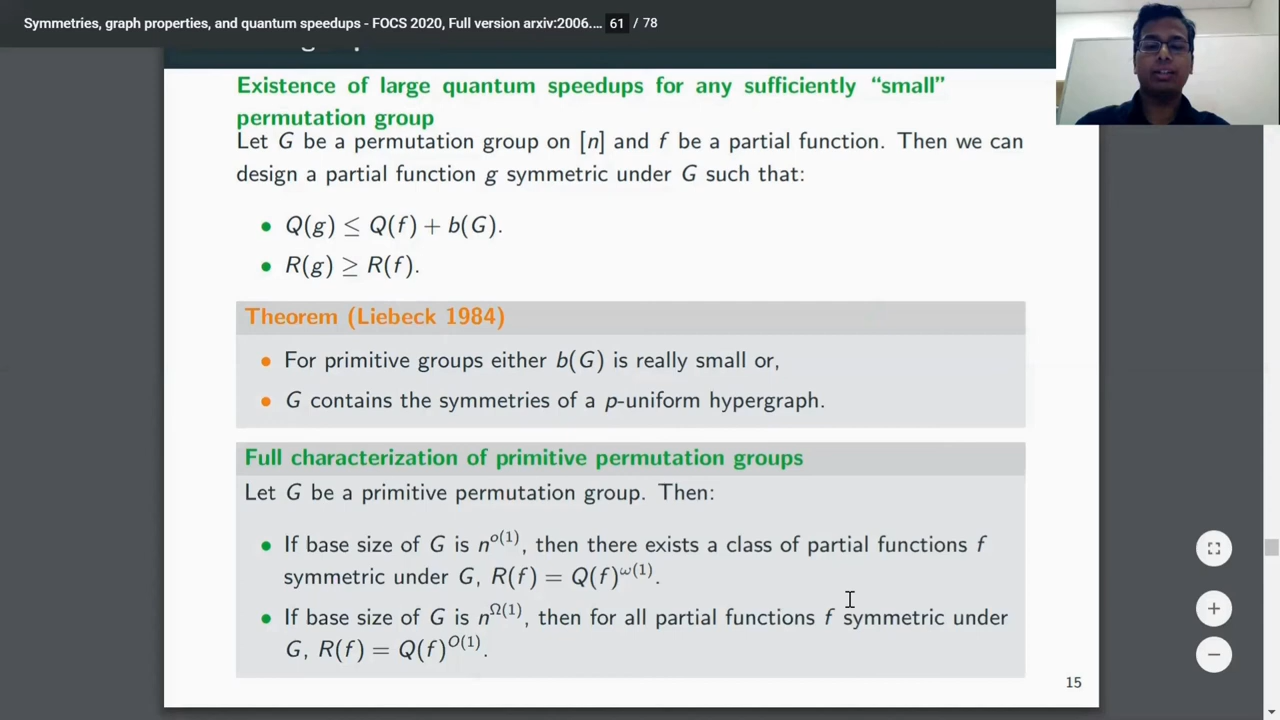 Symmetries, graph properties, and quantum speedups - FOCS 2020, Full version arxiv:2006.... 61 / 78
Existence of large quantum speedups for any sufficiently “small”
permutation group
Let G be a permutation group on [n] and f be a partial function. Then we can
design a partial function g symmetric under G such that:
• Q(g) ≤ Q(f) + b(G).
• R(g) ≥ R(f).
Theorem (Liebeck 1984)
• For primitive groups either b(G) is really small or,
• G contains the symmetries of a p-uniform hypergraph.
Full characterization of primitive permutation groups
Let G be a primitive permutation group. Then:
• If base size of G is n^{o(1)}, then there exists a class of partial functions f
symmetric under G, R(f) = Q(f)^{ω(1)}.
• If base size of G is n^{Ω(1)}, then for all partial functions f symmetric under
G, R(f) = Q(f)^{O(1)}.
15